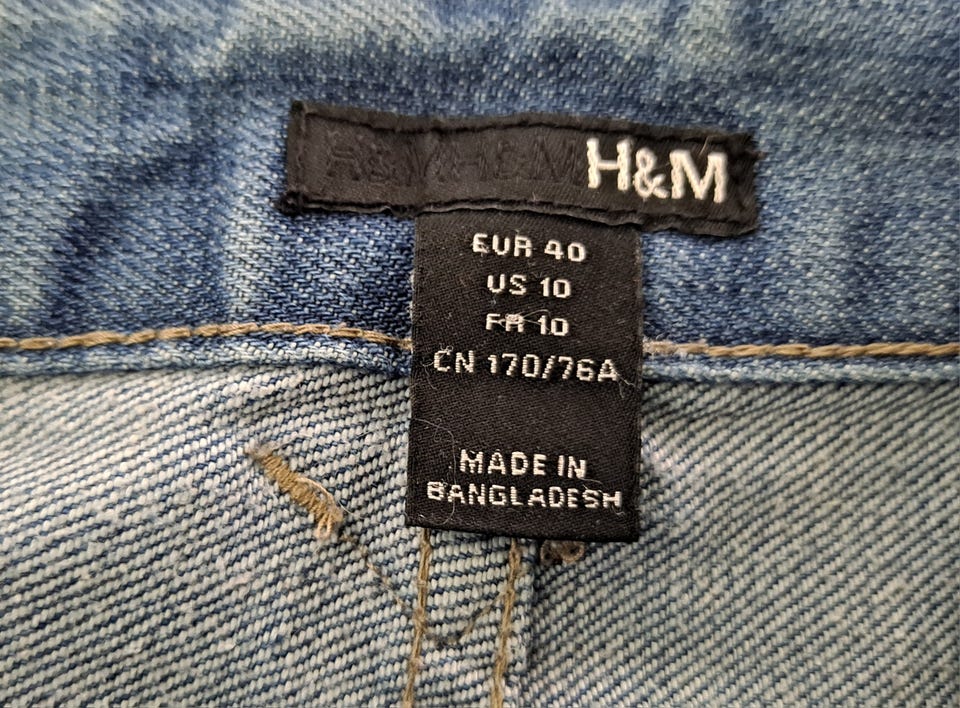 H&M H&M H&M
EUR 40
US 10
FR 10
CN 170/76A
MADE IN
BANGLADESH